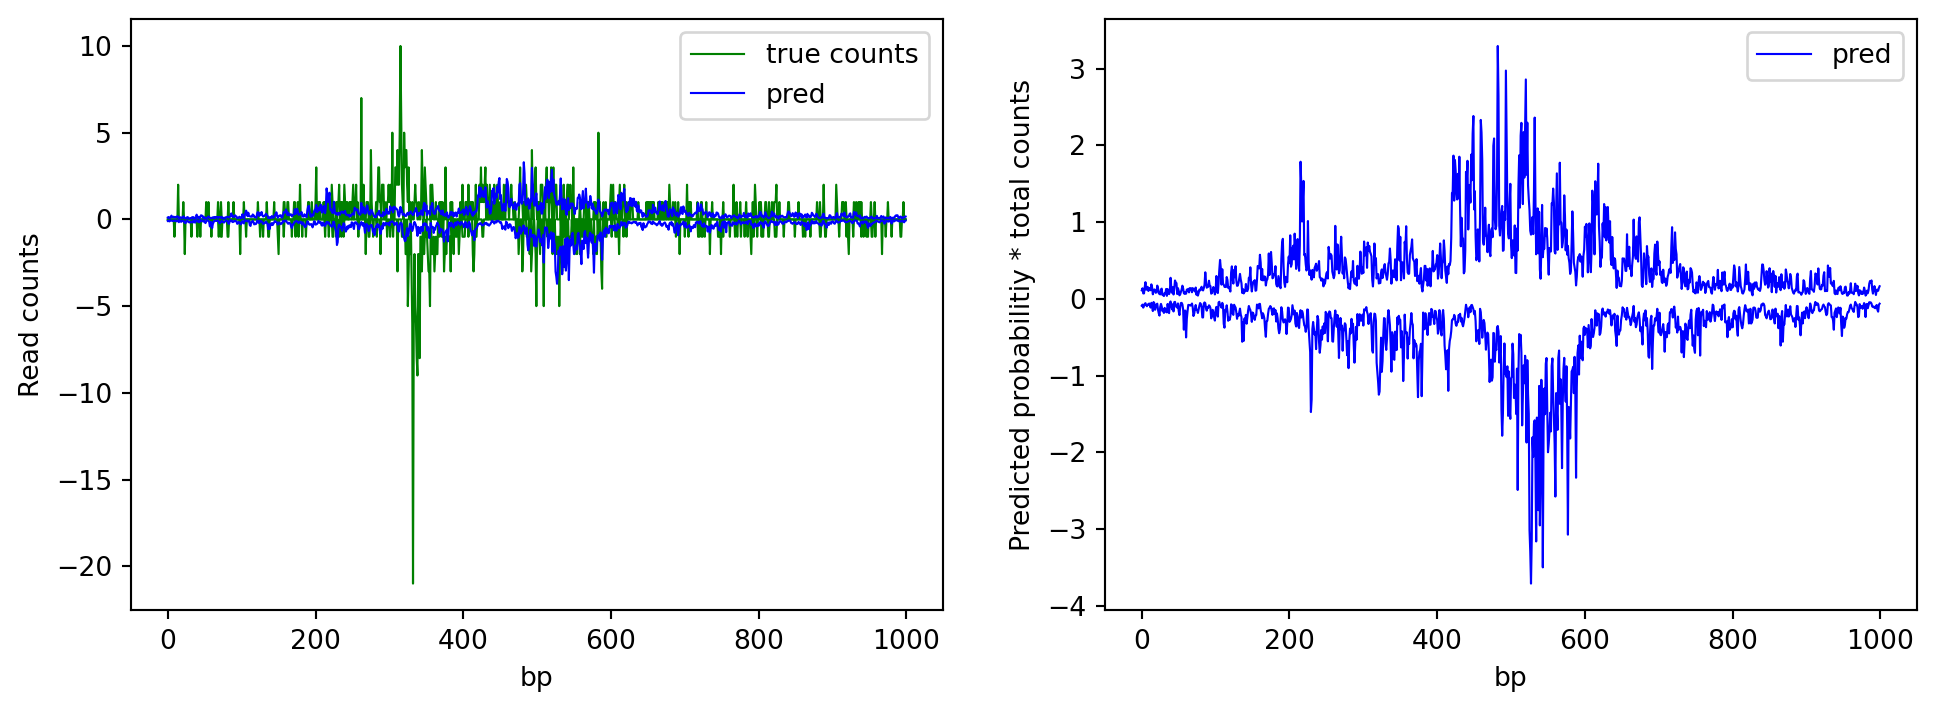 10
5
0
−5
−10
−15
−20
Read counts
0 200 400 600 800 1000
bp
true counts
pred
3
2
1
0
−1
−2
−3
−4
Predicted probabilitiy * total counts
0 200 400 600 800 1000
bp
pred